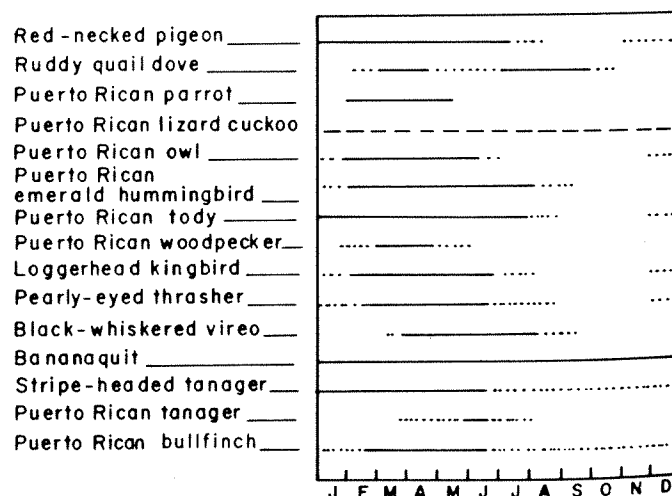 Red-necked pigeon
Ruddy quail dove
Puerto Rican parrot
Puerto Rican lizard cuckoo
Puerto Rican owl
Puerto Rican
emerald hummingbird
Puerto Rican tody
Puerto Rican woodpecker
Loggerhead kingbird
Pearly-eyed thrasher
Black-whiskered vireo
Bananaquit
Stripe-headed tanager
Puerto Rican tanager
Puerto Rican bullfinch
J F M A M J J A S O N D